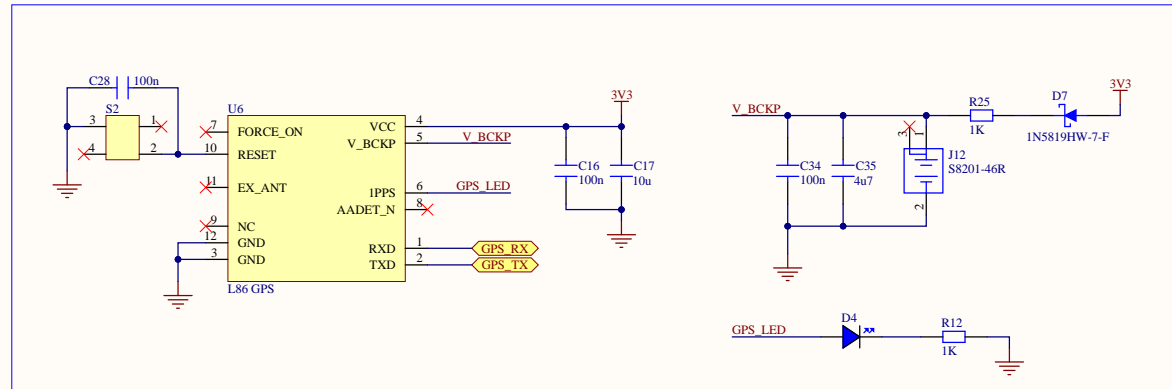 C28 100n
S2
3 1
4 2
U6
7 FORCE_ON
10 RESET
11 EX_ANT
9 NC
12 GND
3 GND
VCC 4
V_BCKP 5 V_BCKP
1PPS 6 GPS_LED
AADET_N 8
RXD 1 GPS_RX
TXD 2 GPS_TX
L86 GPS
3V3
C16
100n
C17
10u
V_BCKP
C34
100n
C35
4u7
3 1
J12
S8201-46R
2
R25
1K
D7
1N5819HW-7-F
3V3
GPS_LED
D4
R12
1K